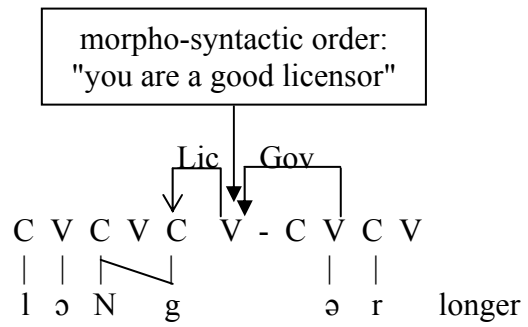 morpho-syntactic order:
"you are a good licensor"
Lic Gov
C V C V C V - C V C V
l ɔ N g ə r longer